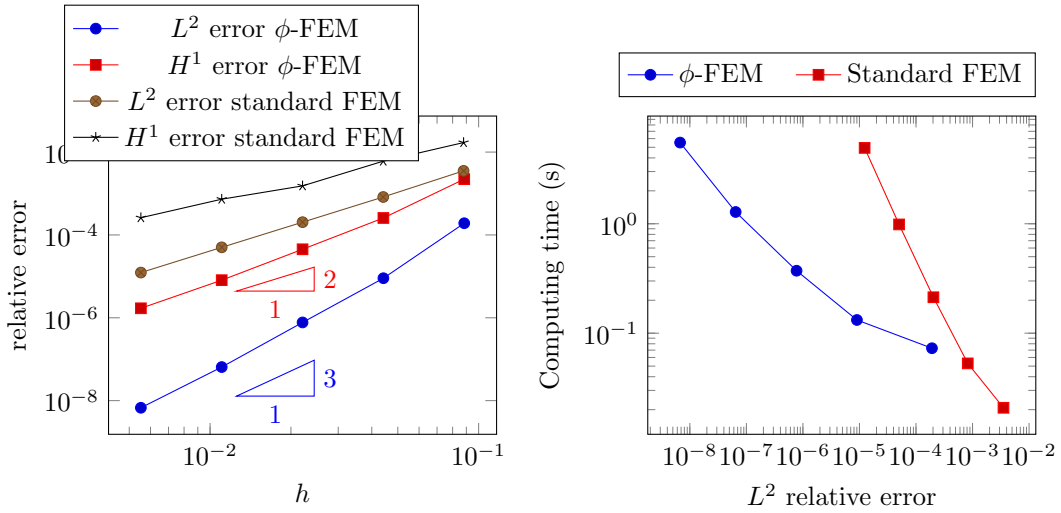 L² error ϕ-FEM
H¹ error ϕ-FEM
L² error standard FEM
H¹ error standard FEM
10⁻⁴
10⁻⁶
10⁻⁸
10⁻²
10⁻¹
h
relative error
2
1
3
1
ϕ-FEM
Standard FEM
10⁰
10⁻¹
10⁻⁸ 10⁻⁷ 10⁻⁶ 10⁻⁵ 10⁻⁴ 10⁻³ 10⁻²
L² relative error
Computing time (s)